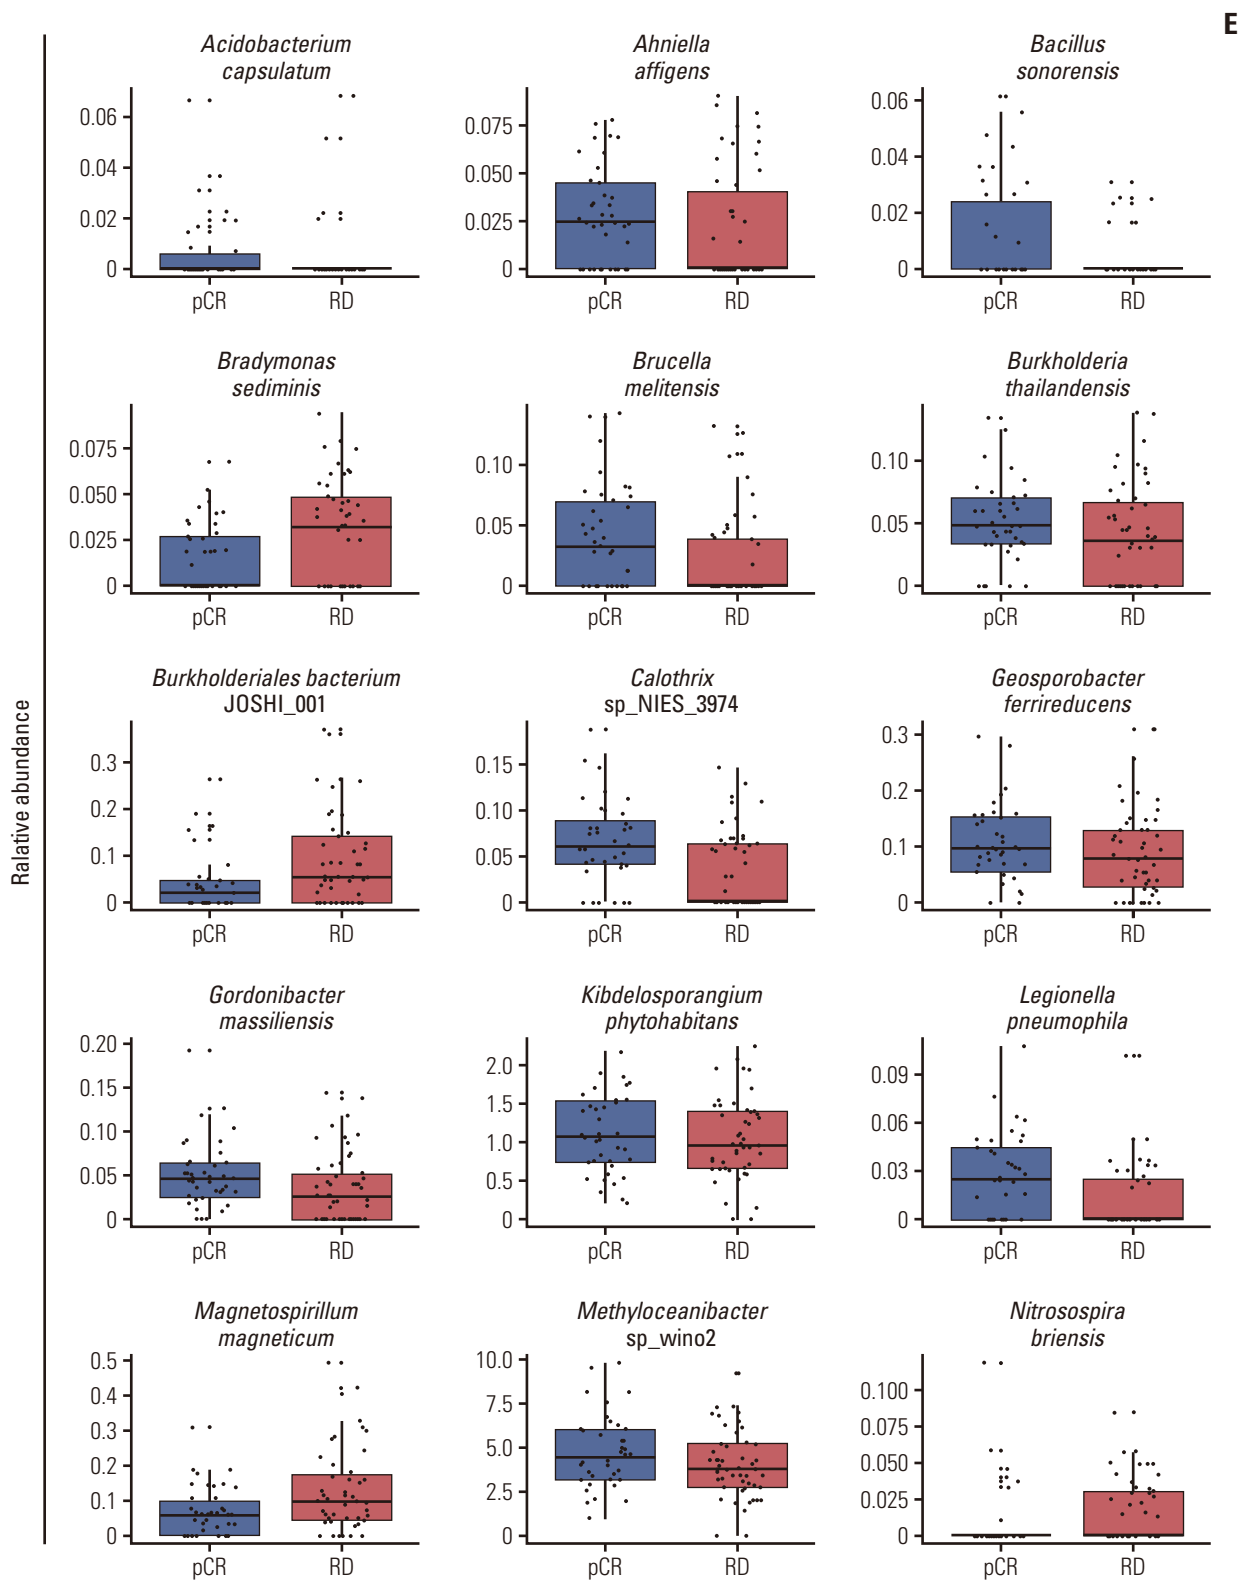 E
Ralative abundance
Acidobacterium
capsulatum
0.06
0.04
0.02
0
pCR RD
Ahniella
affigens
0.075
0.050
0.025
0
pCR RD
Bacillus
sonorensis
0.06
0.04
0.02
0
pCR RD
Bradymonas
sediminis
0.075
0.050
0.025
0
pCR RD
Brucella
melitensis
0.10
0.05
0
pCR RD
Burkholderia
thailandensis
0.10
0.05
0
pCR RD
Burkholderiales bacterium
JOSHI_001
0.3
0.2
0.1
0
pCR RD
Calothrix
sp_NIES_3974
0.15
0.10
0.05
0
pCR RD
Geosporobacter
ferrireducens
0.3
0.2
0.1
0
pCR RD
Gordonibacter
massiliensis
0.20
0.15
0.10
0.05
0
pCR RD
Kibdelosporangium
phytohabitans
2.0
1.5
1.0
0.5
0
pCR RD
Legionella
pneumophila
0.09
0.06
0.03
0
pCR RD
Magnetospirillum
magneticum
0.5
0.4
0.3
0.2
0.1
0
pCR RD
Methyloceanibacter
sp_wino2
10.0
7.5
5.0
2.5
0
pCR RD
Nitrosospira
briensis
0.100
0.075
0.050
0.025
0
pCR RD